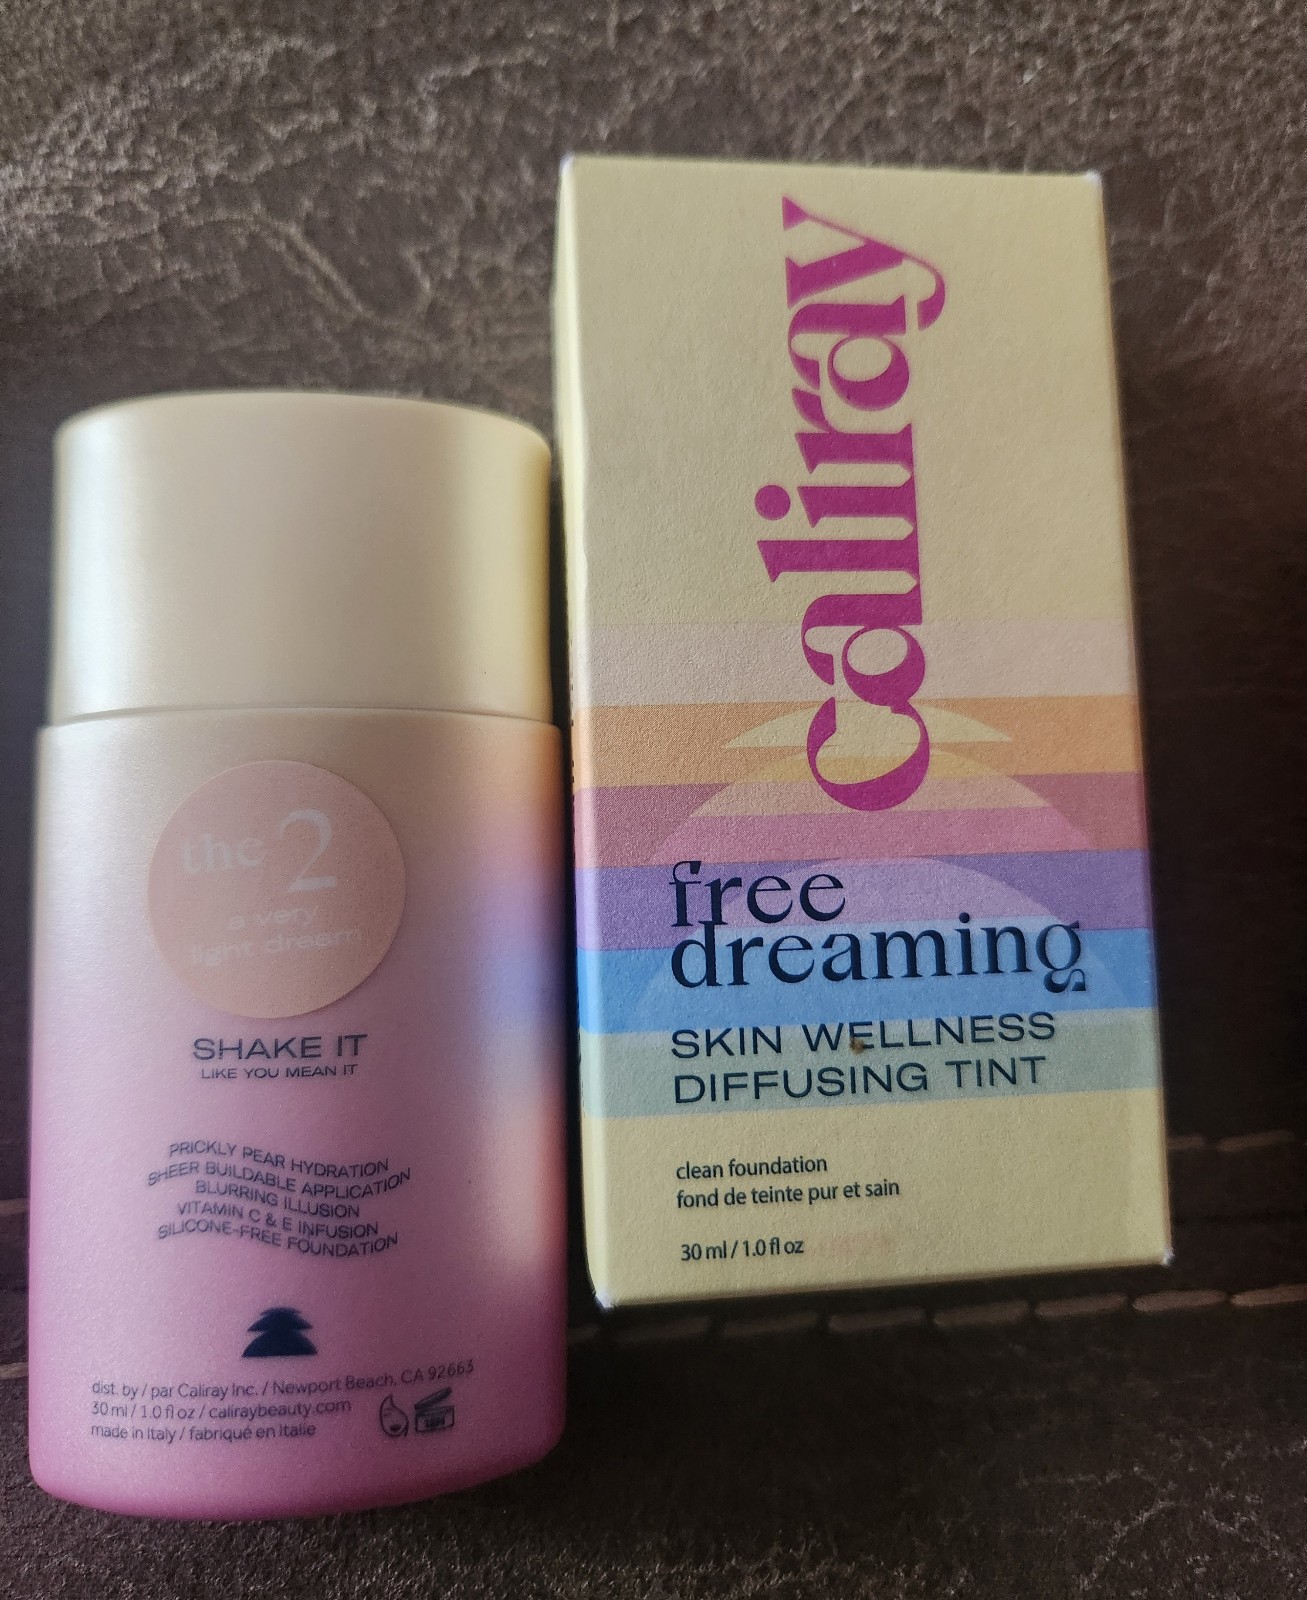 the 2
a very
light dream
SHAKE IT
LIKE YOU MEAN IT
PRICKLY PEAR HYDRATION
SHEER BUILDABLE APPLICATION
BLURRING ILLUSION
VITAMIN C & E INFUSION
SILICONE-FREE FOUNDATION
dist. by / par Caliray Inc. / Newport Beach, CA 92663
30 ml / 1.0 fl oz / caliraybeauty.com
made in Italy / fabriqué en Italie
caliray
free
dreaming
SKIN WELLNESS
DIFFUSING TINT
clean foundation
fond de teinte pur et sain
30 ml / 1.0 fl oz